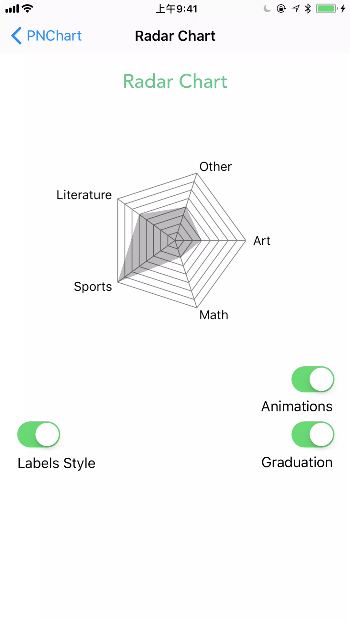 上午9:41
PNChart
Radar Chart
Radar Chart
Other
Literature
Art
Sports
Math
Animations
Labels Style
Graduation